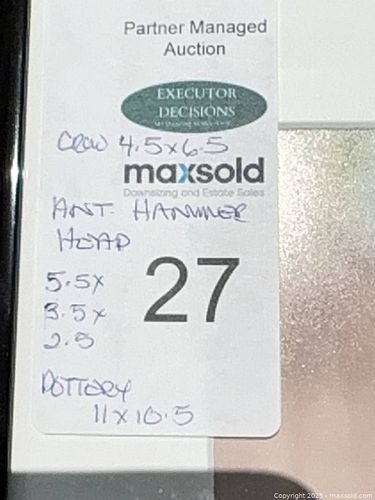 Partner Managed
Auction
EXECUTOR
DECISIONS
CROW 4.5x6.5
maxsold
Downsizing and Estate Sales
ANT. HAMMER
HEAD
27
5.5x
3.5x
2.5
POTTERY
11x10.5
Copyright 2025 - maxsold.com